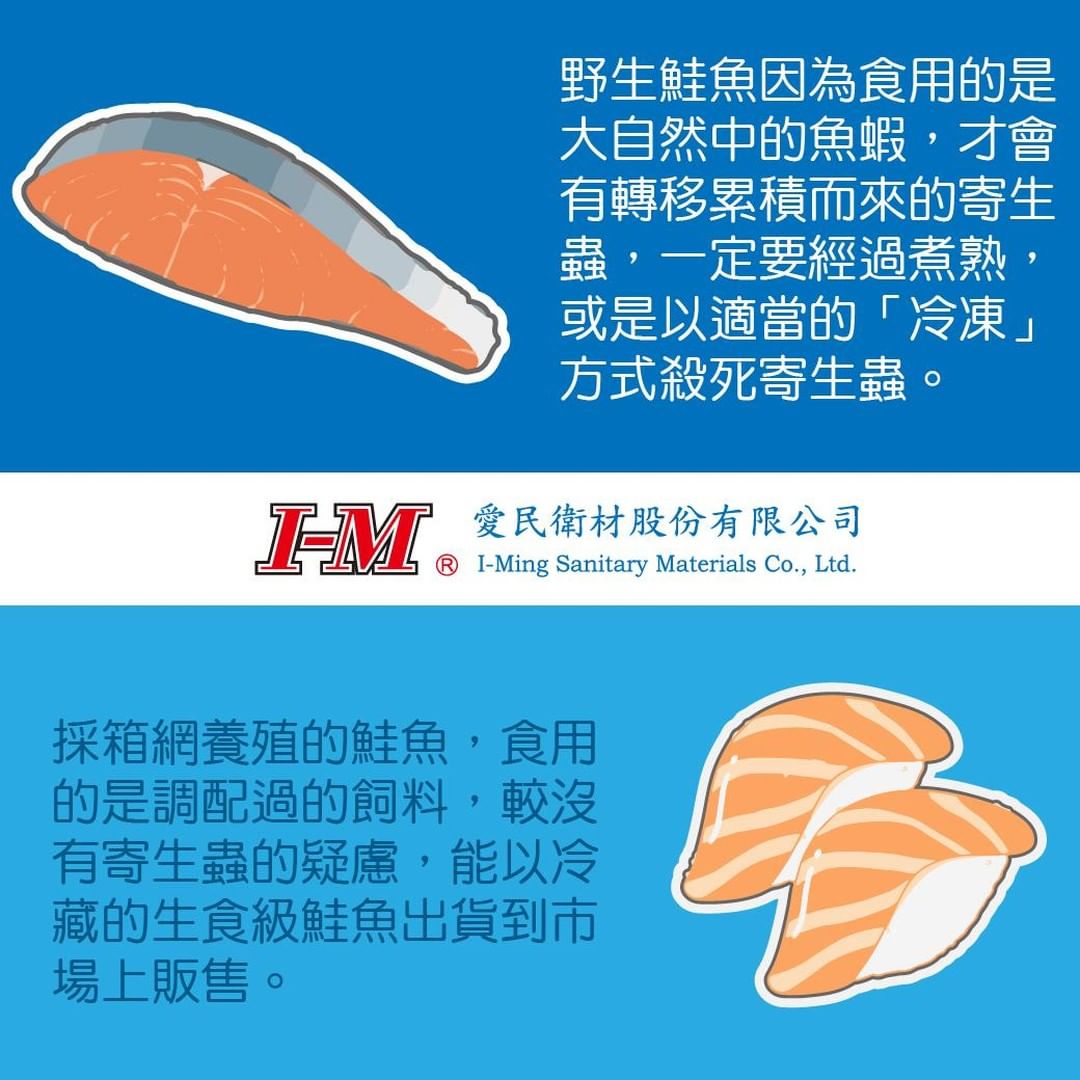 野生鮭魚因為食用的是
大自然中的魚蝦，才會
有轉移累積而來的寄生
蟲，一定要經過煮熟，
或是以適當的「冷凍」
方式殺死寄生蟲。
I-M®
愛民衛材股份有限公司
I-Ming Sanitary Materials Co., Ltd.
採箱網養殖的鮭魚，食用
的是調配過的飼料，較沒
有寄生蟲的疑慮，能以冷
藏的生食級鮭魚出貨到市
場上販售。